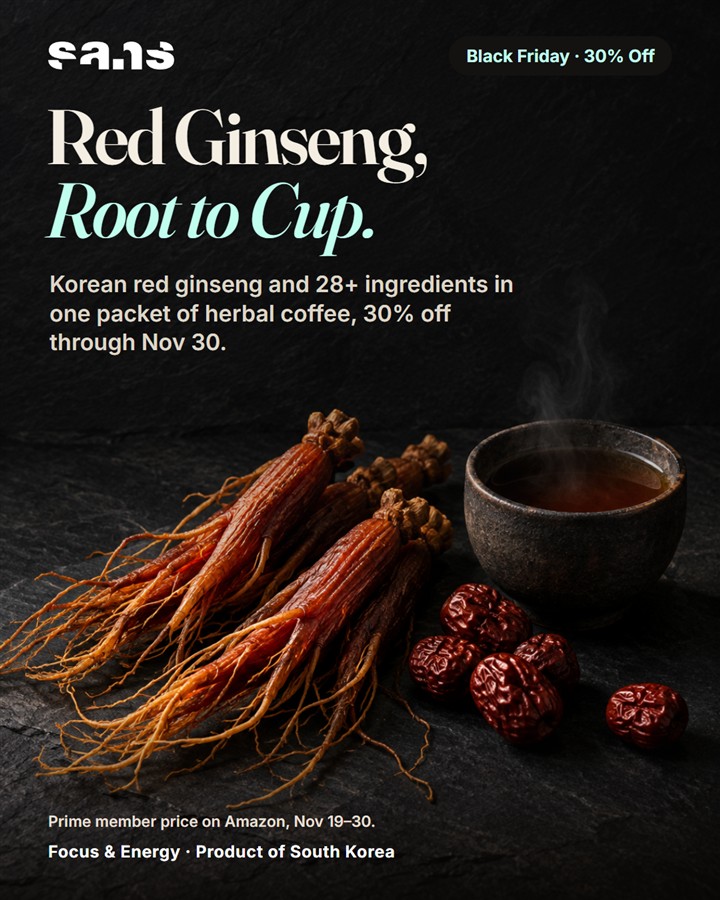 sans
Black Friday · 30% Off
Red Ginseng,
Root to Cup.
Korean red ginseng and 28+ ingredients in
one packet of herbal coffee, 30% off
through Nov 30.
Prime member price on Amazon, Nov 19–30.
Focus & Energy · Product of South Korea